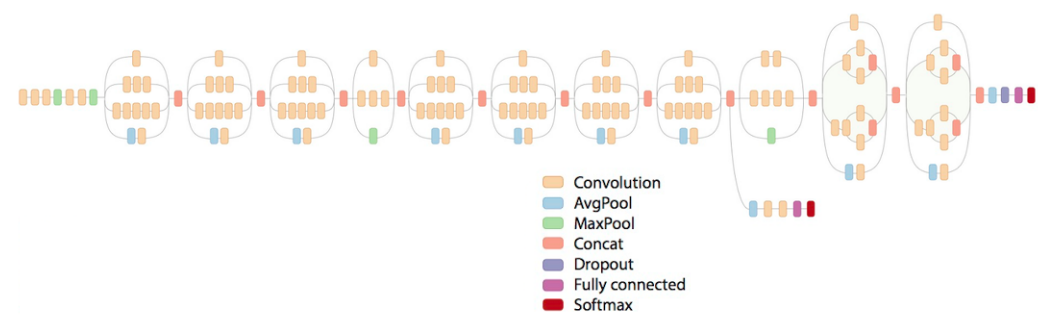 Convolution
AvgPool
MaxPool
Concat
Dropout
Fully connected
Softmax